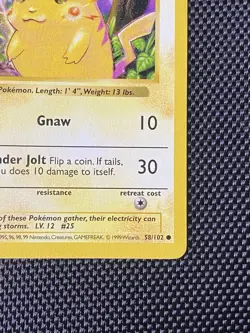 Pokémon. Length: 1' 4", Weight: 13 lbs.
Gnaw 10
Jolt Flip a coin. If tails,
does 10 damage to itself. 30
resistance retreat cost
of these Pokémon gather, their electricity can
storms. LV. 12 #25
95, 96, 98, 99 Nintendo, Creatures, GAMEFREAK. © 1999 Wizards. 58/102